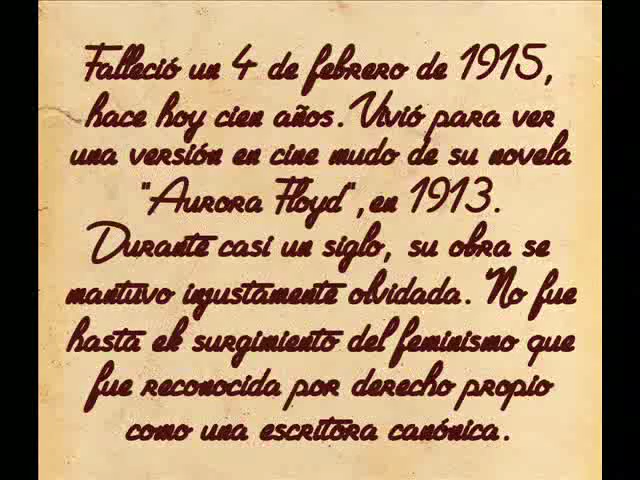 Falleció un 4 de febrero de 1915,
hace hoy cien años. Vivió para ver
una versión en cine mudo de su novela
"Aurora Floyd", en 1913.
Durante casi un siglo, su obra se
mantuvo injustamente olvidada. No fue
hasta ek surgimiento del feminismo que
fue reconocida por derecho propio
como una escritora canónica.